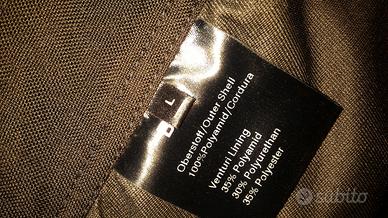 L
Oberstoff/Outer Shell
100%Polyamid/Cordura
Venturi Lining
35% Polyamid
30% Polyurethan
35% Polyester
subito